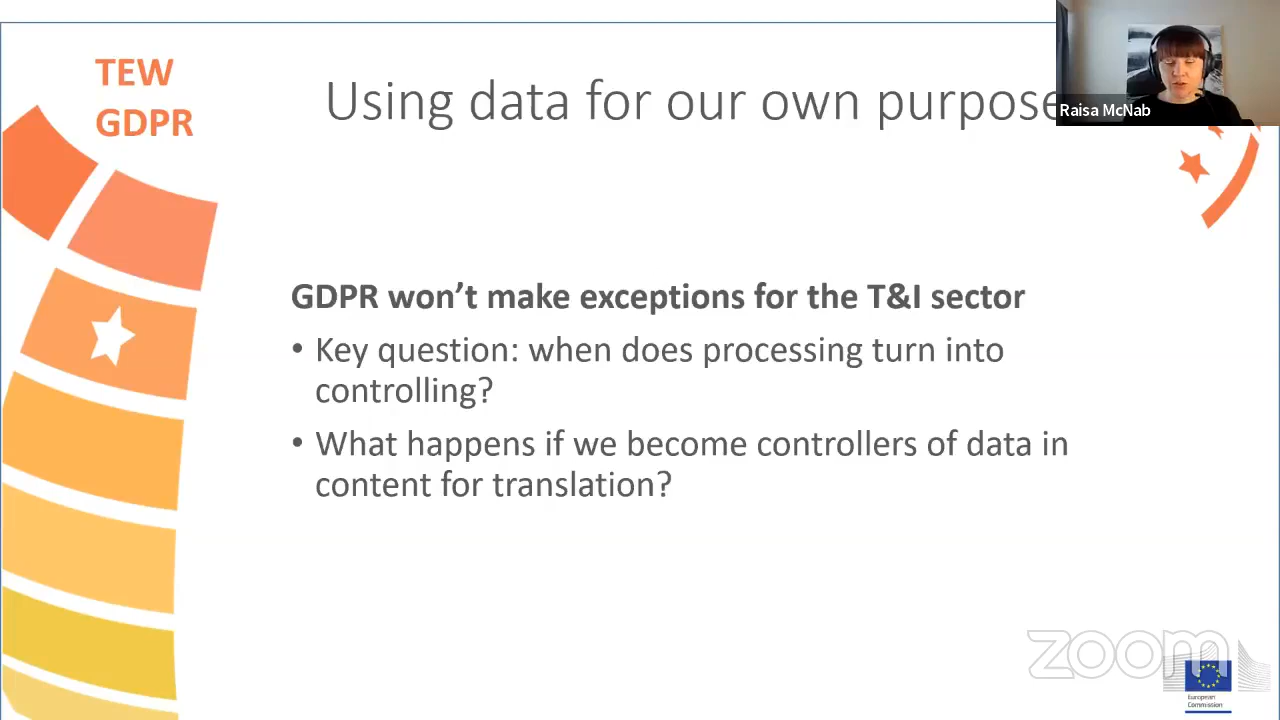 TEW
GDPR
Using data for our own purpose
Raisa McNab
GDPR won't make exceptions for the T&I sector
• Key question: when does processing turn into
controlling?
• What happens if we become controllers of data in
content for translation?
zoom
European
Commission